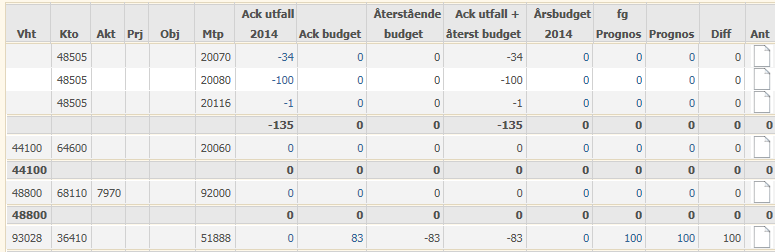 Vht Kto Akt Prj Obj Mtp Ack utfall 2014 Ack budget Återstående budget Ack utfall + återst budget Årsbudget 2014 fg Prognos Prognos Diff Ant
48505 20070 -34 0 0 -34 0 0 0 0
48505 20080 -100 0 0 -100 0 0 0 0
48505 20116 -1 0 0 -1 0 0 0 0
-135 0 0 -135 0 0 0 0 0
44100 64600 20060 0 0 0 0 0 0 0 0
44100 0 0 0 0 0 0 0 0 0
48800 68110 7970 92000 0 0 0 0 0 0 0 0
48800 0 0 0 0 0 0 0 0 0
93028 36410 51888 0 83 -83 -83 0 100 100 100